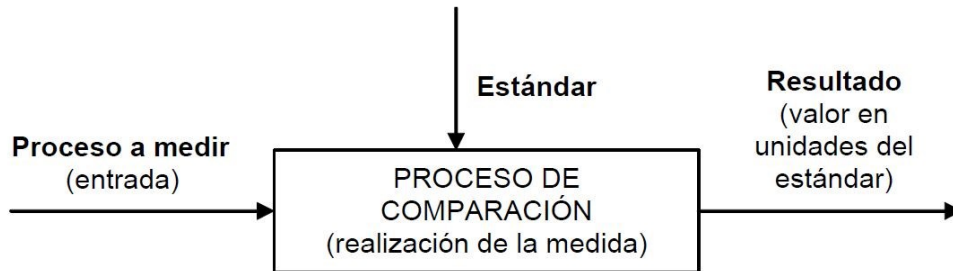 Estándar
Resultado
(valor en
unidades del
estándar)
Proceso a medir
(entrada)
PROCESO DE
COMPARACIÓN
(realización de la medida)